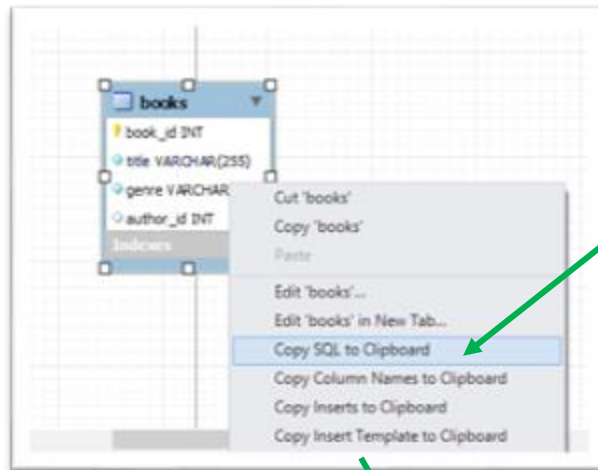 books
book_id INT
title VARCHAR(255)
genre VARCHAR
author_id INT
Indexes
Cut 'books'
Copy 'books'
Paste
Edit 'books'...
Edit 'books' in New Tab...
Copy SQL to Clipboard
Copy Column Names to Clipboard
Copy Inserts to Clipboard
Copy Insert Template to Clipboard